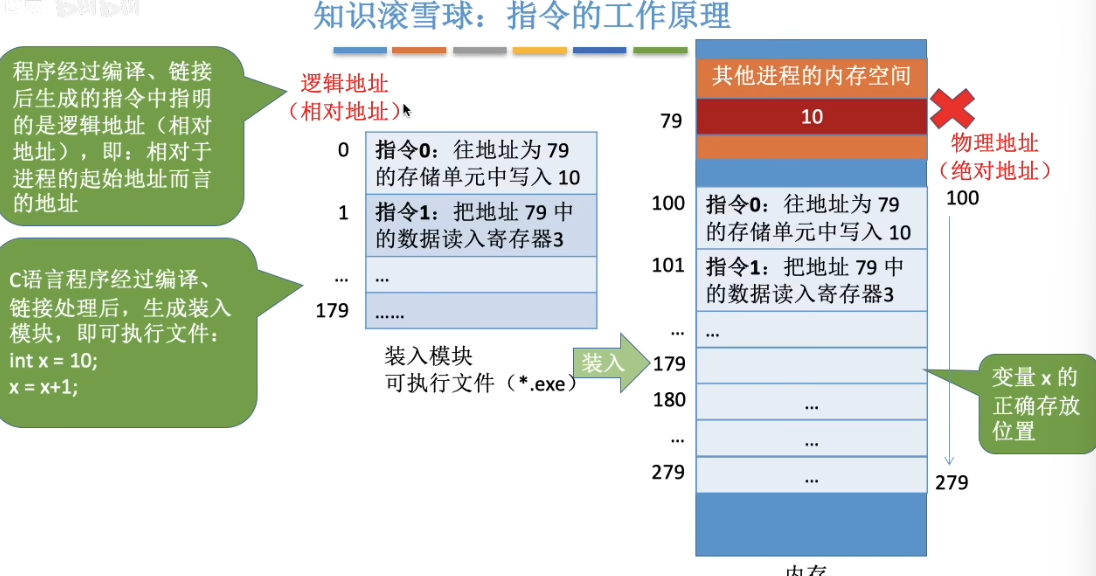 知识滚雪球：指令的工作原理
程序经过编译、链接
后生成的指令中指明
的是逻辑地址（相对
地址），即：相对于
进程的起始地址而言
的地址
C语言程序经过编译、
链接处理后，生成装入
模块，即可执行文件：
int x = 10;
x = x+1;
逻辑地址
（相对地址）
0
指令0：往地址为 79
的存储单元中写入 10
1
指令1：把地址 79 中
的数据读入寄存器3
...
...
179
......
装入模块
可执行文件（*.exe）
装入
其他进程的内存空间
79
10
物理地址
（绝对地址）
100
指令0：往地址为 79
的存储单元中写入 10
100
101
指令1：把地址 79 中
的数据读入寄存器3
...
...
179
变量 x 的
正确存放
位置
180
...
...
...
279
...
279
内存